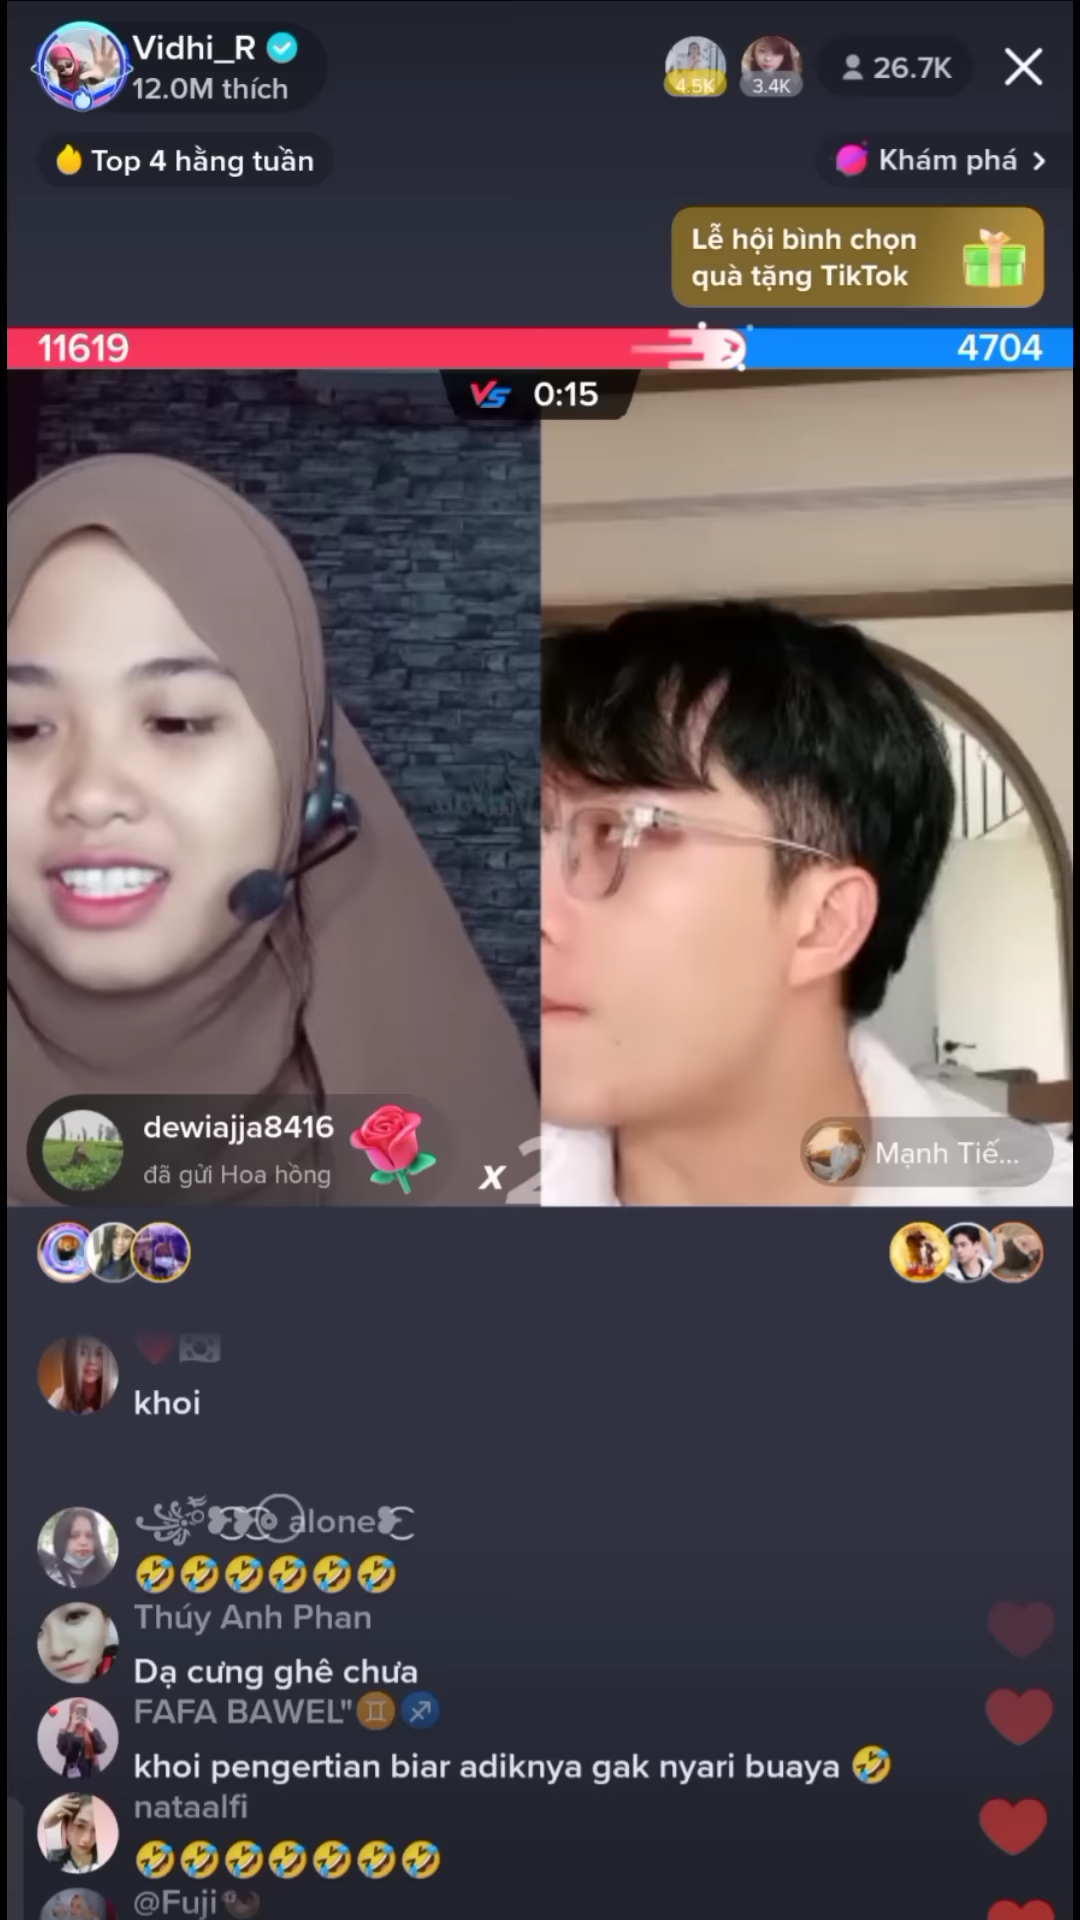 Vidhi_R
12.0M thích
4.5K
3.4K
26.7K
Top 4 hằng tuần
Khám phá
Lễ hội bình chọn
quà tặng TikTok
11619
4704
VS 0:15
dewiajja8416
đã gửi Hoa hồng
x 2
Mạnh Tiế...
khoi
alone
🤣🤣🤣🤣🤣🤣
Thúy Anh Phan
Dạ cưng ghê chưa
FAFA BAWEL"♊♐
khoi pengertian biar adiknya gak nyari buaya 🤣
nataalfi
🤣🤣🤣🤣🤣🤣🤣
@Fuji